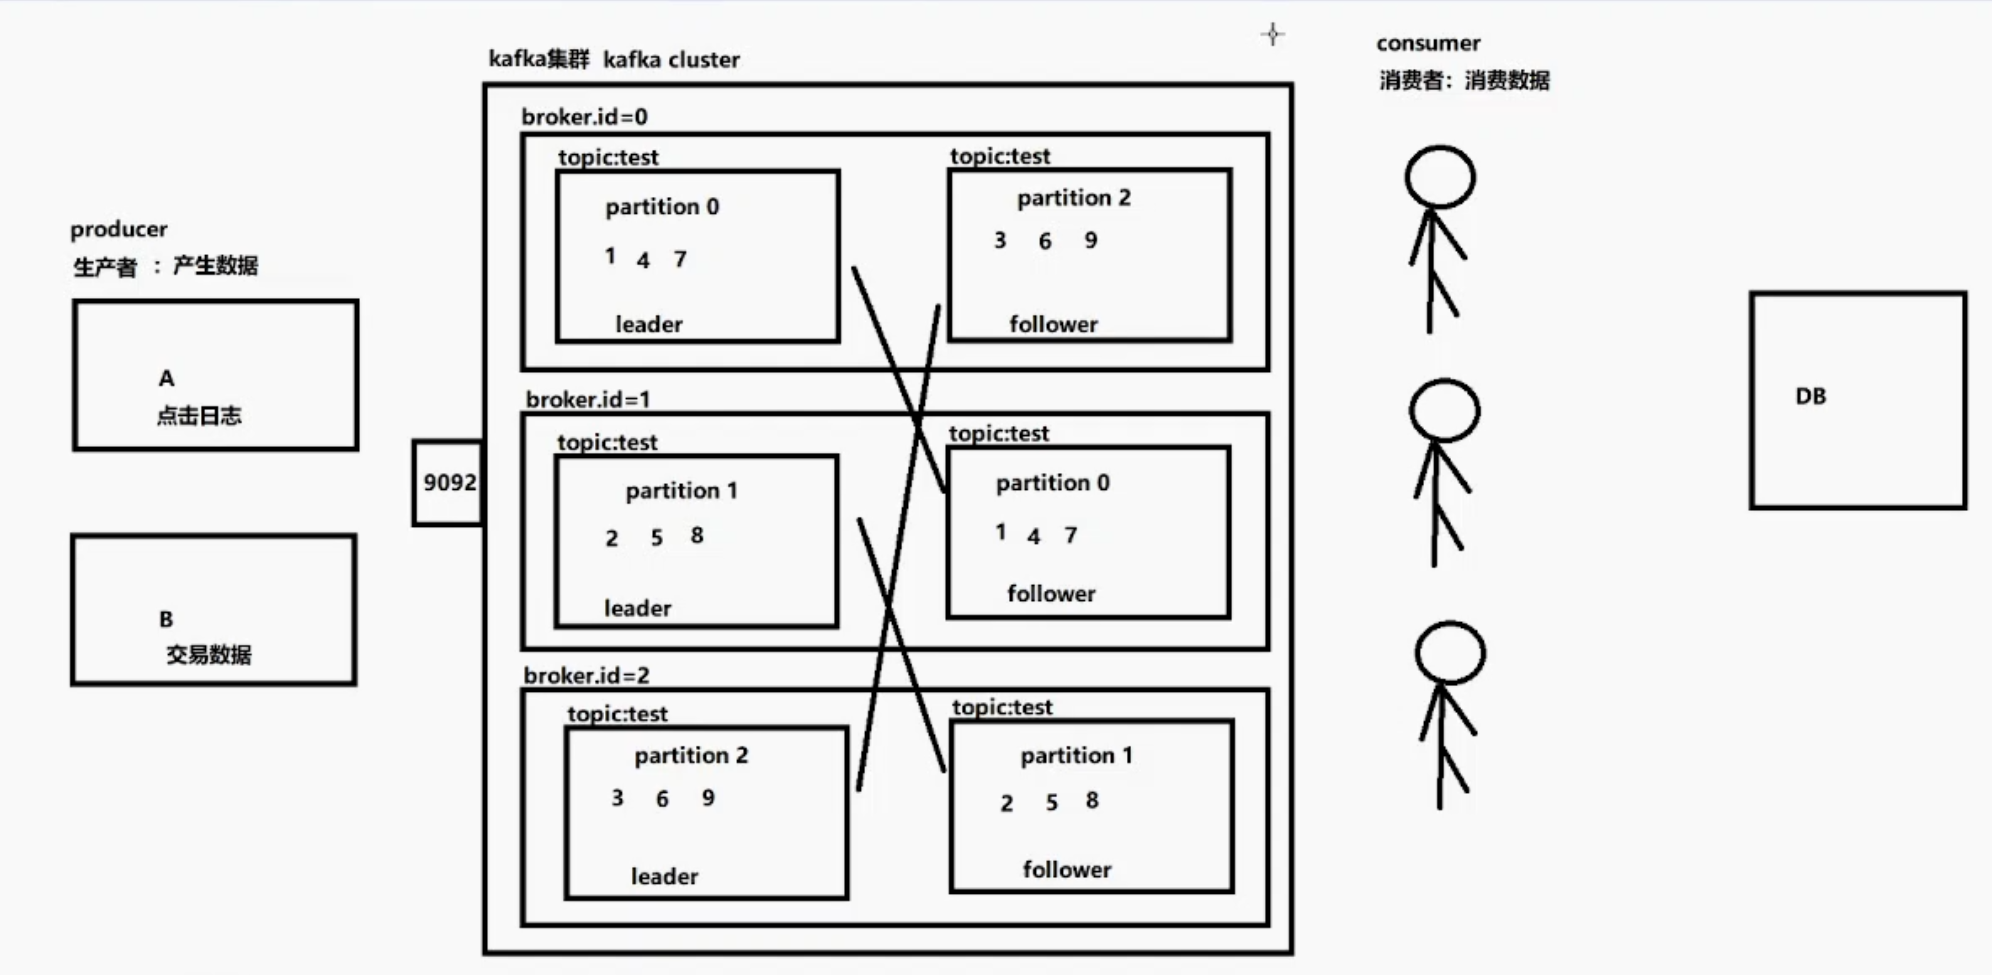 producer
生产者 : 产生数据
A
点击日志
B
交易数据
9092
kafka集群 kafka cluster
broker.id=0
topic:test
partition 0
1 4 7
leader
topic:test
partition 2
3 6 9
follower
broker.id=1
topic:test
partition 1
2 5 8
leader
topic:test
partition 0
1 4 7
follower
broker.id=2
topic:test
partition 2
3 6 9
leader
topic:test
partition 1
2 5 8
follower
consumer
消费者：消费数据
DB